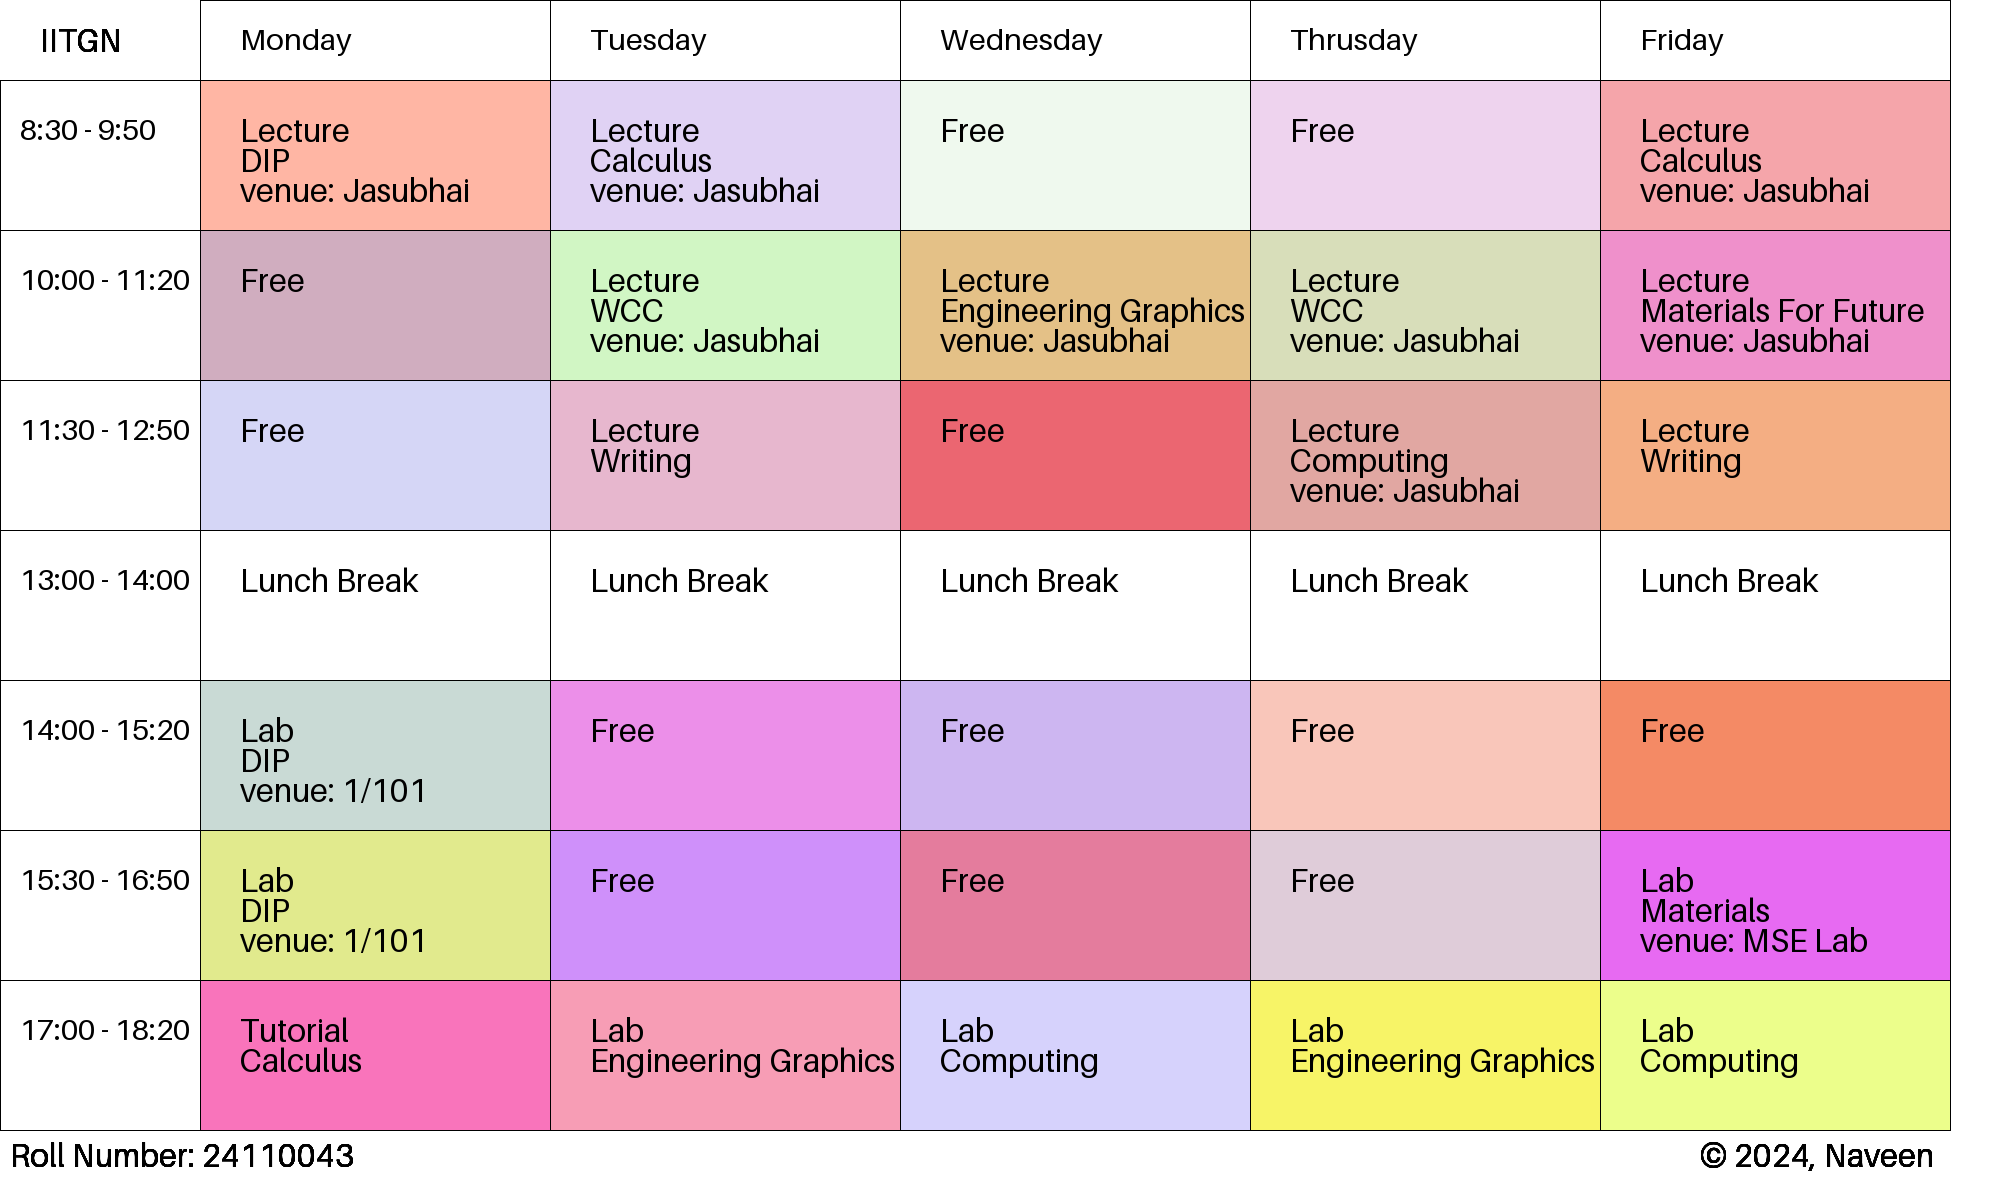 IITGN Monday Tuesday Wednesday Thrusday Friday
8:30 - 9:50
Lecture
DIP
venue: Jasubhai
Lecture
Calculus
venue: Jasubhai
Free
Free
Lecture
Calculus
venue: Jasubhai
10:00 - 11:20
Free
Lecture
WCC
venue: Jasubhai
Lecture
Engineering Graphics
venue: Jasubhai
Lecture
WCC
venue: Jasubhai
Lecture
Materials For Future
venue: Jasubhai
11:30 - 12:50
Free
Lecture
Writing
Free
Lecture
Computing
venue: Jasubhai
Lecture
Writing
13:00 - 14:00
Lunch Break
Lunch Break
Lunch Break
Lunch Break
Lunch Break
14:00 - 15:20
Lab
DIP
venue: 1/101
Free
Free
Free
Free
15:30 - 16:50
Lab
DIP
venue: 1/101
Free
Free
Free
Lab
Materials
venue: MSE Lab
17:00 - 18:20
Tutorial
Calculus
Lab
Engineering Graphics
Lab
Computing
Lab
Engineering Graphics
Lab
Computing
Roll Number: 24110043
© 2024, Naveen